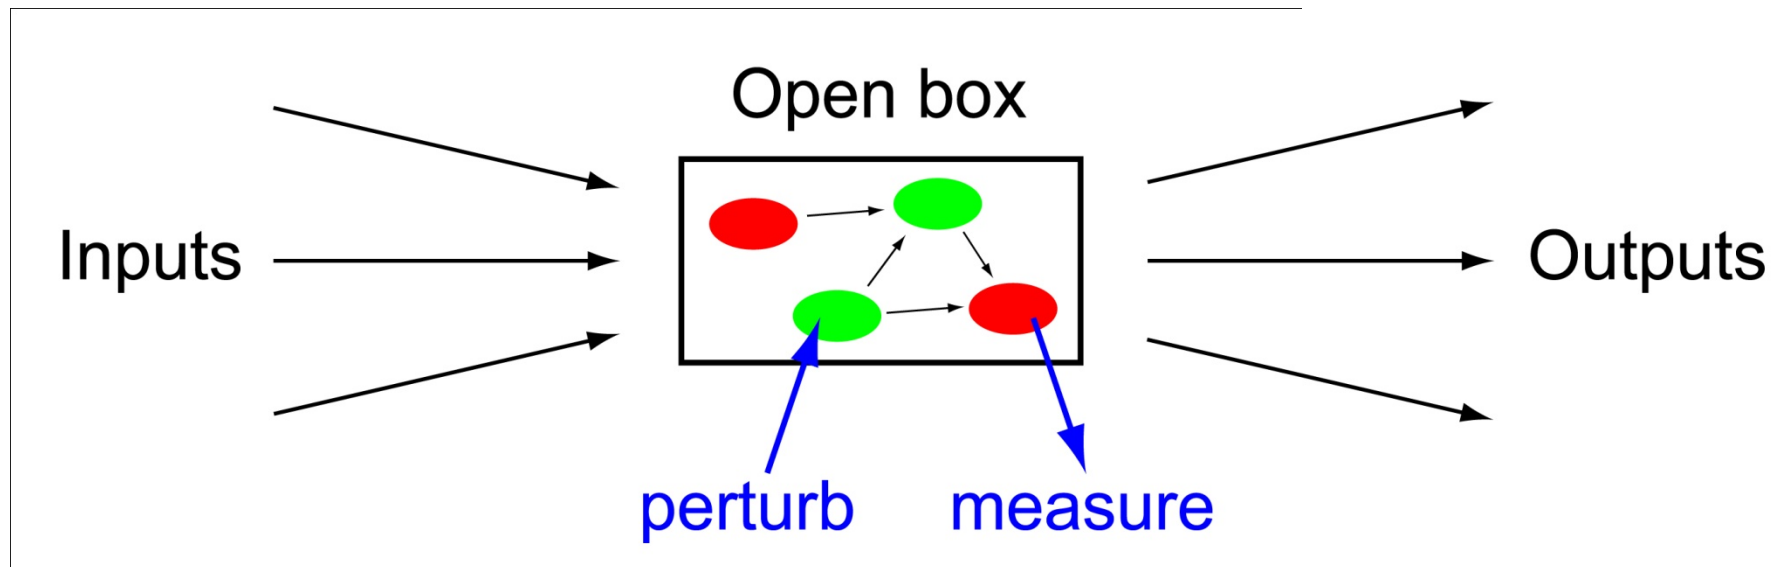 Open box
Inputs
Outputs
perturb
measure